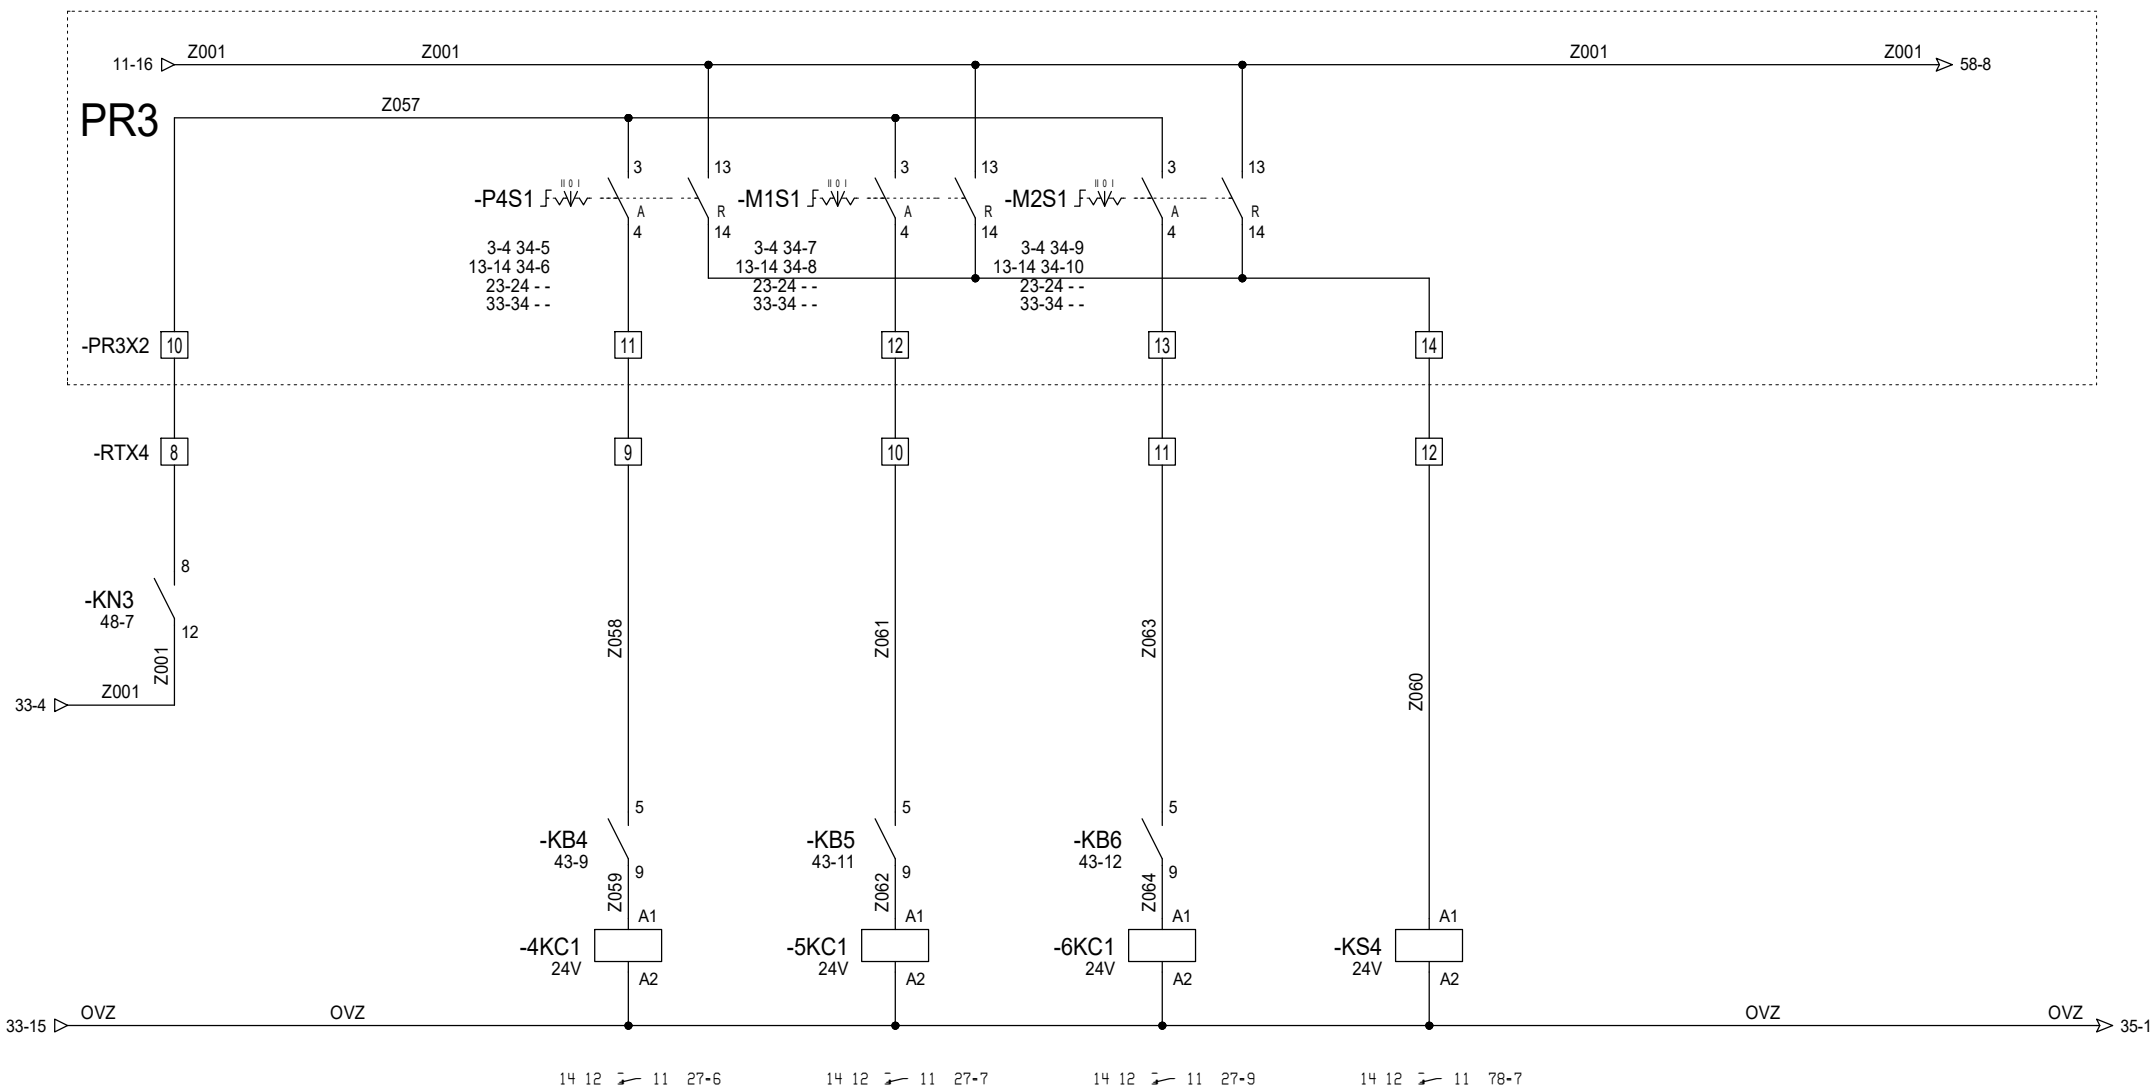 11-16 Z001 Z001 Z001 Z001 58-8
PR3
Z057
3 13 3 13 3 13
-P4S1 II 0 I A R -M1S1 II 0 I A R -M2S1 II 0 I A R
4 14 4 14 4 14
3-4 34-5 3-4 34-7 3-4 34-9
13-14 34-6 13-14 34-8 13-14 34-10
23-24 - - 23-24 - - 23-24 - -
33-34 - - 33-34 - - 33-34 - -
-PR3X2 10 11 12 13 14
-RTX4 8 9 10 11 12
8
-KN3
48-7
12
Z001
Z058 Z061 Z063 Z060
33-4 Z001
5 5 5
-KB4 -KB5 -KB6
43-9 43-11 43-12
9 9 9
Z059 Z062 Z064
A1 A1 A1 A1
-4KC1 -5KC1 -6KC1 -KS4
24V 24V 24V 24V
A2 A2 A2 A2
33-15 OVZ OVZ OVZ OVZ 35-1
14 12 11 27-6 14 12 11 27-7 14 12 11 27-9 14 12 11 78-7